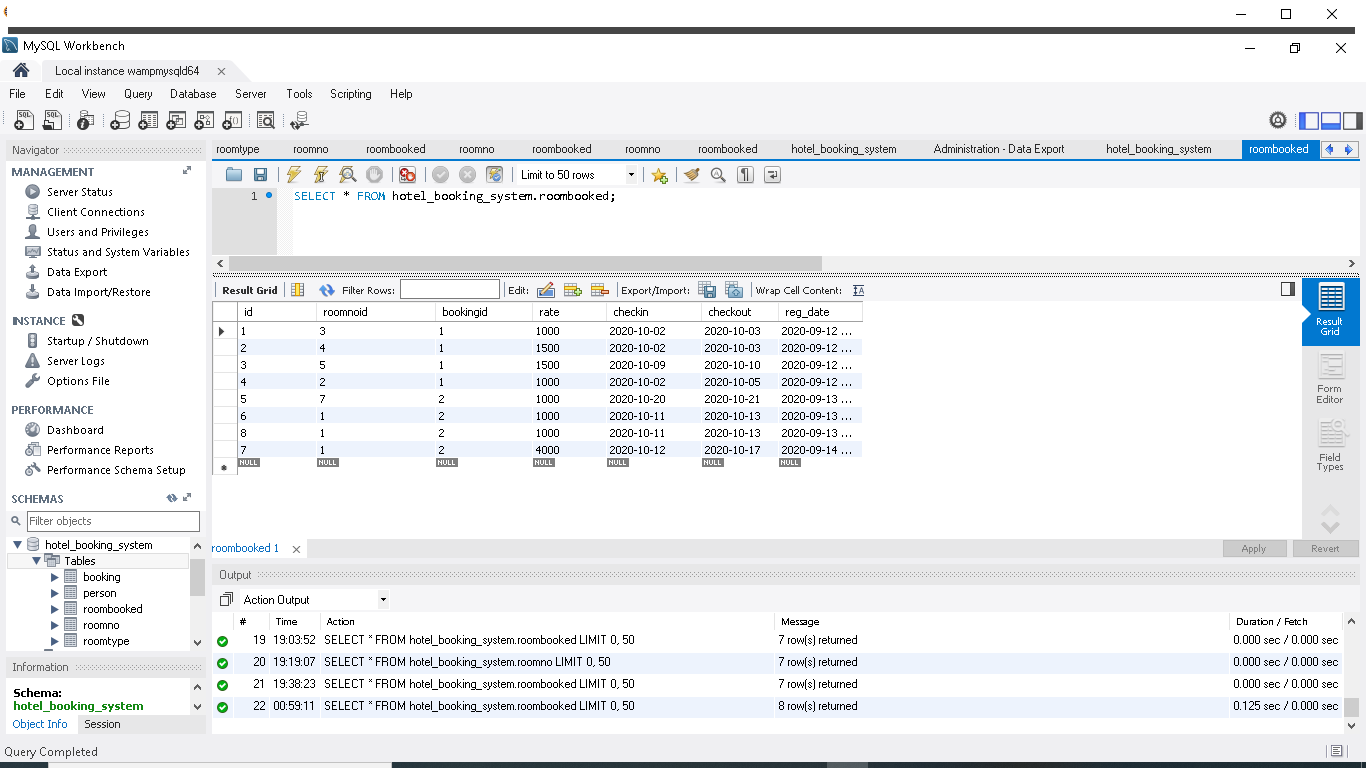 MySQL Workbench
Local instance wampmysqld64
File Edit View Query Database Server Tools Scripting Help
Navigator
MANAGEMENT
Server Status
Client Connections
Users and Privileges
Status and System Variables
Data Export
Data Import/Restore
INSTANCE
Startup / Shutdown
Server Logs
Options File
PERFORMANCE
Dashboard
Performance Reports
Performance Schema Setup
SCHEMAS
Filter objects
hotel_booking_system
Tables
booking
person
roombooked
roomno
roomtype
Information
Schema:
hotel_booking_system
Object Info Session
roomtype roomno roombooked roomno roombooked roomno roombooked hotel_booking_system Administration - Data Export hotel_booking_system roombooked
Limit to 50 rows
1 SELECT * FROM hotel_booking_system.roombooked;
Result Grid Filter Rows: Edit: Export/Import: Wrap Cell Content:
id roomnoid bookingid rate checkin checkout reg_date
1 3 1 1000 2020-10-02 2020-10-03 2020-09-12 ...
2 4 1 1500 2020-10-02 2020-10-03 2020-09-12 ...
3 5 1 1500 2020-10-09 2020-10-10 2020-09-12 ...
4 2 1 1000 2020-10-02 2020-10-05 2020-09-12 ...
5 7 2 1000 2020-10-20 2020-10-21 2020-09-13 ...
6 1 2 1000 2020-10-11 2020-10-13 2020-09-13 ...
8 1 2 1000 2020-10-11 2020-10-13 2020-09-13 ...
7 1 2 4000 2020-10-12 2020-10-17 2020-09-14 ...
NULL NULL NULL NULL NULL NULL NULL
Result
Grid
Form
Editor
Field
Types
roombooked 1
Apply Revert
Output
Action Output
# Time Action Message Duration / Fetch
19 19:03:52 SELECT * FROM hotel_booking_system.roombooked LIMIT 0, 50 7 row(s) returned 0.000 sec / 0.000 sec
20 19:19:07 SELECT * FROM hotel_booking_system.roomno LIMIT 0, 50 7 row(s) returned 0.000 sec / 0.000 sec
21 19:38:23 SELECT * FROM hotel_booking_system.roombooked LIMIT 0, 50 7 row(s) returned 0.000 sec / 0.000 sec
22 00:59:11 SELECT * FROM hotel_booking_system.roombooked LIMIT 0, 50 8 row(s) returned 0.125 sec / 0.000 sec
Query Completed